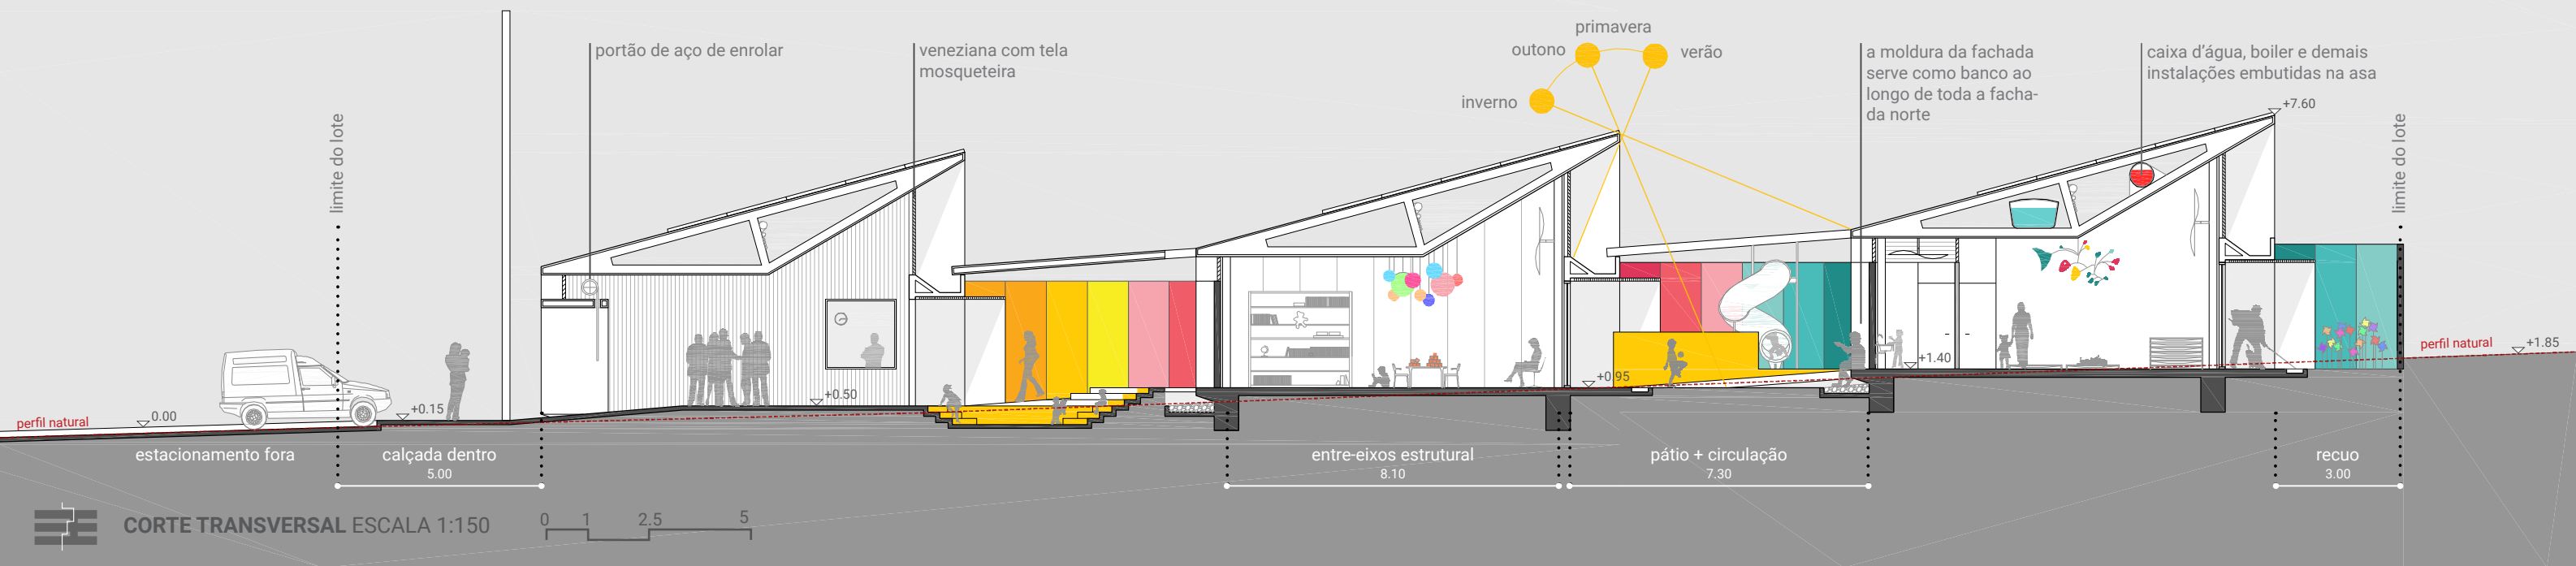 portão de aço de enrolar
veneziana com tela
mosqueteira
primavera
outono
verão
inverno
a moldura da fachada
serve como banco ao
longo de toda a facha-
da norte
caixa d'água, boiler e demais
instalações embutidas na asa
+7.60
limite do lote
limite do lote
perfil natural
0.00
+0.15
+0.50
+0.95
+1.40
perfil natural
+1.85
estacionamento fora
calçada dentro
5.00
entre-eixos estrutural
8.10
pátio + circulação
7.30
recuo
3.00
CORTE TRANSVERSAL ESCALA 1:150
0 1 2.5 5